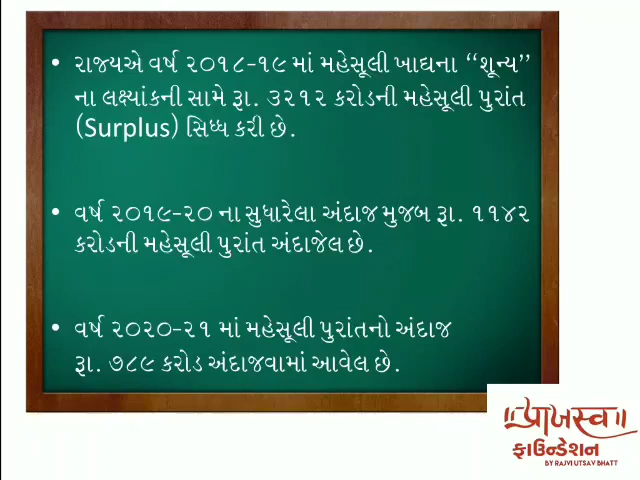 • રાજ્યએ વર્ષ ૨૦૧૮-૧૯ માં મહેસૂલી ખાધના “શૂન્ય”
ના લક્ષ્યાંકની સામે રૂા. ૩૨૧૨ કરોડની મહેસૂલી પુરાંત
(Surplus) સિધ્ધ કરી છે.
• વર્ષ ૨૦૧૯-૨૦ ના સુધારેલા અંદાજ મુજબ રૂા. ૧૧૪૨
કરોડની મહેસૂલી પુરાંત અંદાજેલ છે.
• વર્ષ ૨૦૨૦-૨૧ માં મહેસૂલી પુરાંતનો અંદાજ
રૂા. ૭૮૯ કરોડ અંદાજવામાં આવેલ છે.
॥પ્રાજસ્વ॥
ફાઉન્ડેશન
BY RAJVI UTSAV BHATT